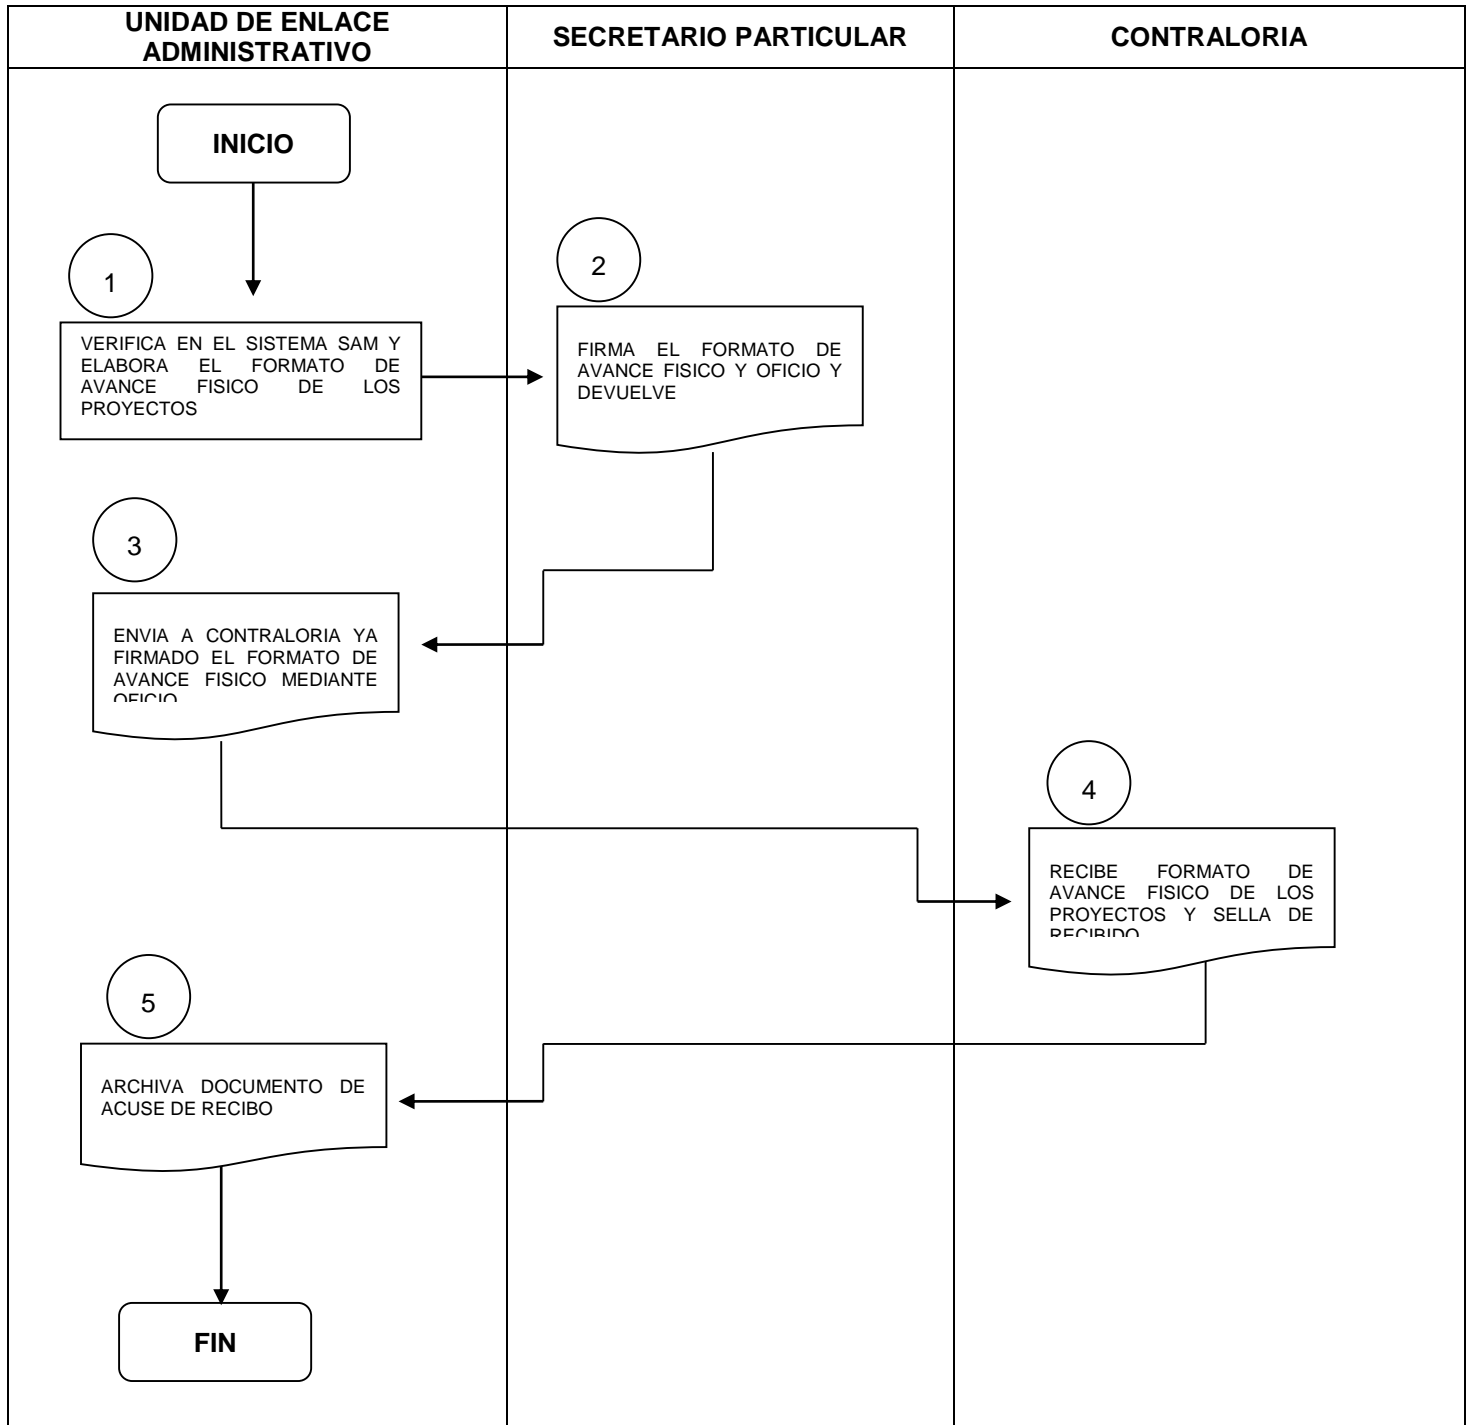 UNIDAD DE ENLACE
ADMINISTRATIVO
SECRETARIO PARTICULAR
CONTRALORIA
INICIO
1
VERIFICA EN EL SISTEMA SAM Y
ELABORA EL FORMATO DE
AVANCE FISICO DE LOS
PROYECTOS
2
FIRMA EL FORMATO DE
AVANCE FISICO Y OFICIO Y
DEVUELVE
3
ENVIA A CONTRALORIA YA
FIRMADO EL FORMATO DE
AVANCE FISICO MEDIANTE
OFICIO
4
RECIBE FORMATO DE
AVANCE FISICO DE LOS
PROYECTOS Y SELLA DE
RECIBIDO
5
ARCHIVA DOCUMENTO DE
ACUSE DE RECIBO
FIN